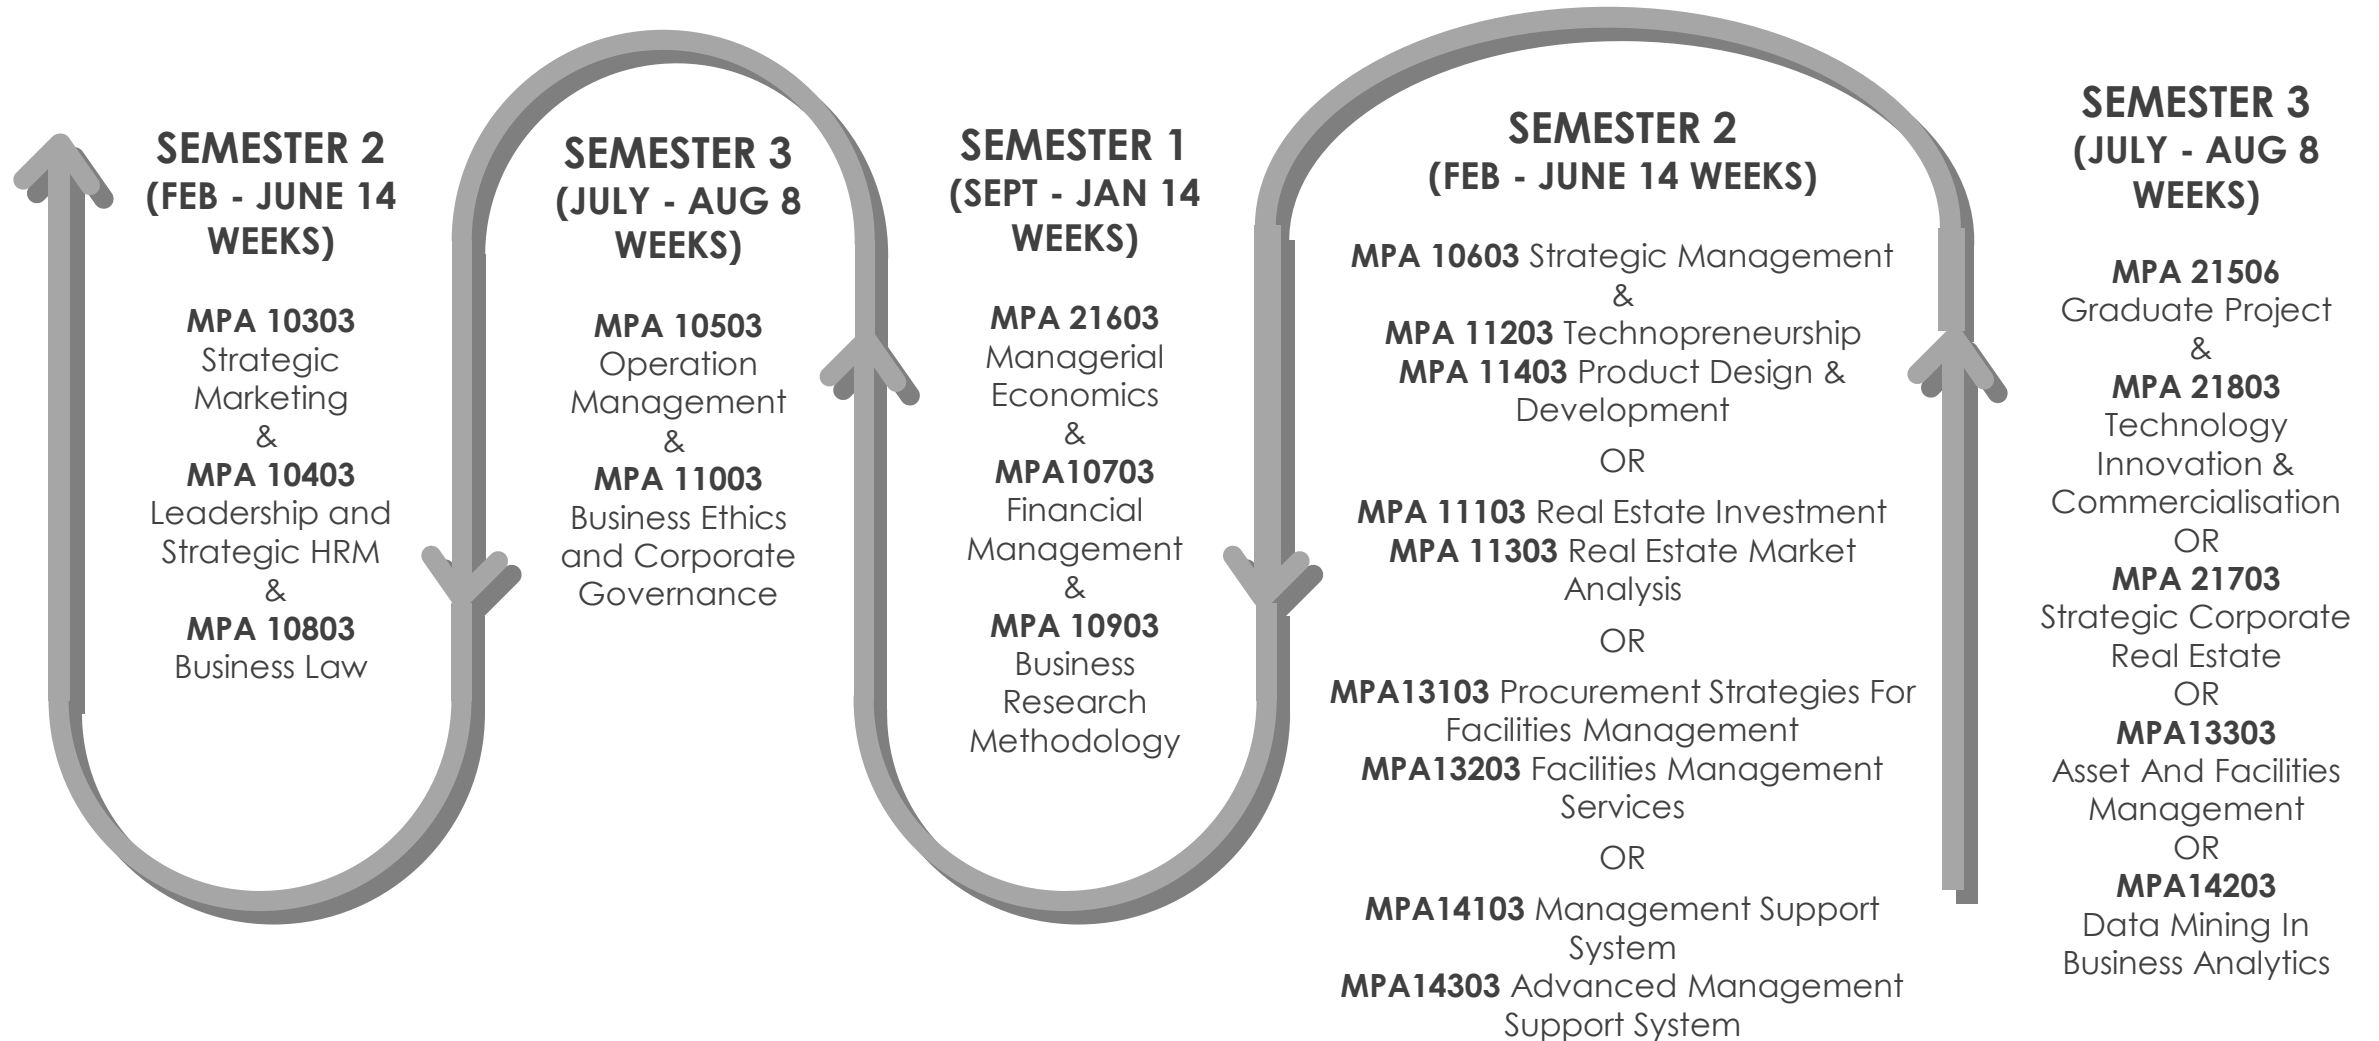 SEMESTER 2
(FEB - JUNE 14
WEEKS)
MPA 10303
Strategic
Marketing
&
MPA 10403
Leadership and
Strategic HRM
&
MPA 10803
Business Law
SEMESTER 3
(JULY - AUG 8
WEEKS)
MPA 10503
Operation
Management
&
MPA 11003
Business Ethics
and Corporate
Governance
SEMESTER 1
(SEPT - JAN 14
WEEKS)
MPA 21603
Managerial
Economics
&
MPA10703
Financial
Management
&
MPA 10903
Business
Research
Methodology
SEMESTER 2
(FEB - JUNE 14 WEEKS)
MPA 10603 Strategic Management
&
MPA 11203 Technopreneurship
MPA 11403 Product Design &
Development
OR
MPA 11103 Real Estate Investment
MPA 11303 Real Estate Market
Analysis
OR
MPA13103 Procurement Strategies For
Facilities Management
MPA13203 Facilities Management
Services
OR
MPA14103 Management Support
System
MPA14303 Advanced Management
Support System
SEMESTER 3
(JULY - AUG 8
WEEKS)
MPA 21506
Graduate Project
&
MPA 21803
Technology
Innovation &
Commercialisation
OR
MPA 21703
Strategic Corporate
Real Estate
OR
MPA13303
Asset And Facilities
Management
OR
MPA14203
Data Mining In
Business Analytics